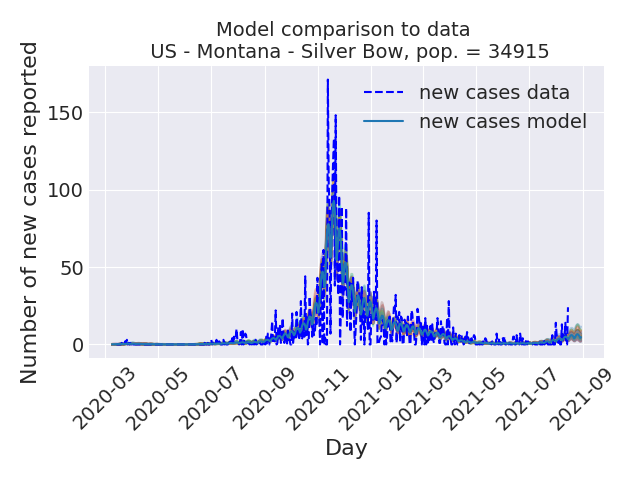 Model comparison to data
US - Montana - Silver Bow, pop. = 34915
Number of new cases reported
150
100
50
0
new cases data
new cases model
2020-03
2020-05
2020-07
2020-09
2020-11
2021-01
2021-03
2021-05
2021-07
2021-09
Day